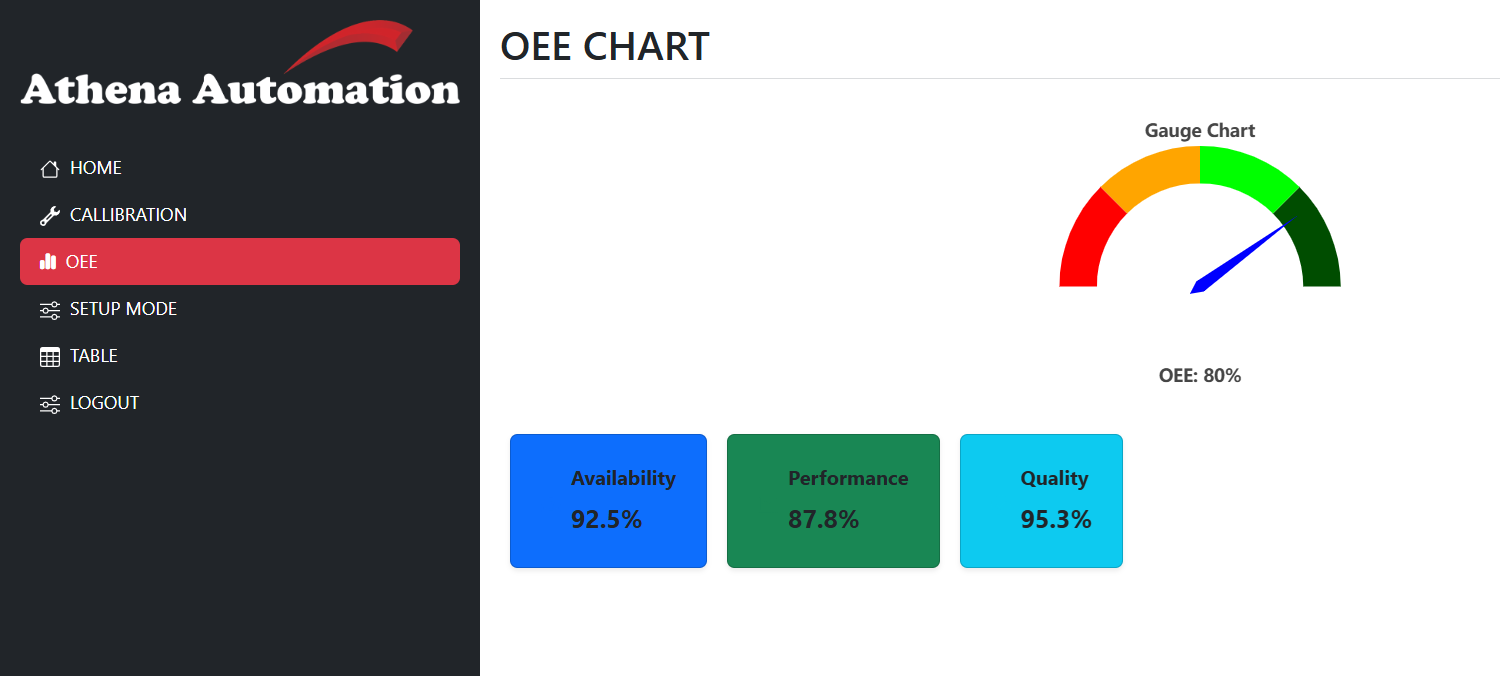 Athena Automation
HOME
CALLIBRATION
OEE
SETUP MODE
TABLE
LOGOUT
OEE CHART
Gauge Chart
OEE: 80%
Availability
92.5%
Performance
87.8%
Quality
95.3%